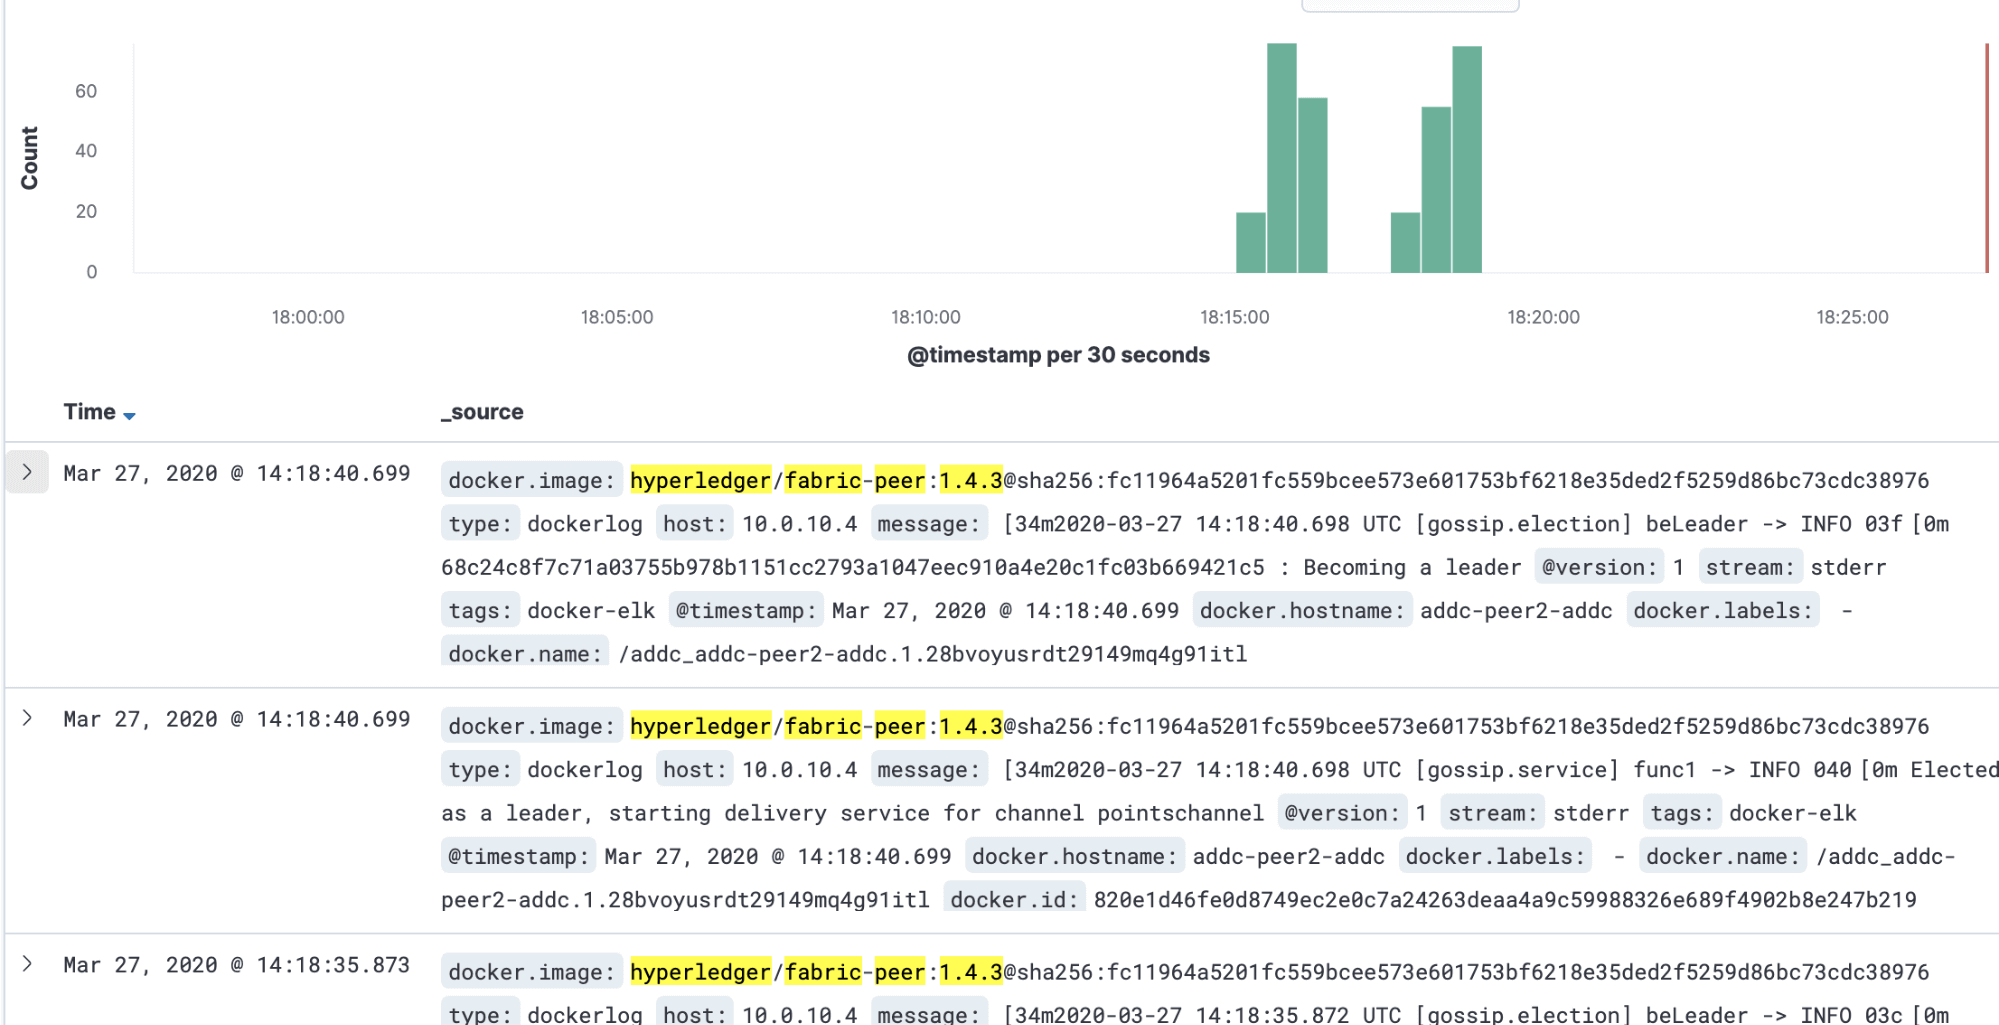 60
40
20
0
Count
18:00:00 18:05:00 18:10:00 18:15:00 18:20:00 18:25:00
@timestamp per 30 seconds
Time _source
Mar 27, 2020 @ 14:18:40.699 docker.image: hyperledger/fabric-peer:1.4.3@sha256:fc11964a5201fc559bcee573e601753bf6218e35ded2f5259d86bc73cdc38976
type: dockerlog host: 10.0.10.4 message: [34m2020-03-27 14:18:40.698 UTC [gossip.election] beLeader -> INFO 03f [0m
68c24c8f7c71a03755b978b1151cc2793a1047eec910a4e20c1fc03b669421c5 : Becoming a leader @version: 1 stream: stderr
tags: docker-elk @timestamp: Mar 27, 2020 @ 14:18:40.699 docker.hostname: addc-peer2-addc docker.labels: -
docker.name: /addc_addc-peer2-addc.1.28bvoyusrdt29149mq4g91itl
Mar 27, 2020 @ 14:18:40.699 docker.image: hyperledger/fabric-peer:1.4.3@sha256:fc11964a5201fc559bcee573e601753bf6218e35ded2f5259d86bc73cdc38976
type: dockerlog host: 10.0.10.4 message: [34m2020-03-27 14:18:40.698 UTC [gossip.service] func1 -> INFO 040 [0m Elected
as a leader, starting delivery service for channel pointschannel @version: 1 stream: stderr tags: docker-elk
@timestamp: Mar 27, 2020 @ 14:18:40.699 docker.hostname: addc-peer2-addc docker.labels: - docker.name: /addc_addc-
peer2-addc.1.28bvoyusrdt29149mq4g91itl docker.id: 820e1d46fe0d8749ec2e0c7a24263deaa4a9c59988326e689f4902b8e247b219
Mar 27, 2020 @ 14:18:35.873 docker.image: hyperledger/fabric-peer:1.4.3@sha256:fc11964a5201fc559bcee573e601753bf6218e35ded2f5259d86bc73cdc38976
type: dockerlog host: 10.0.10.4 message: [34m2020-03-27 14:18:35.872 UTC [gossip.election] beLeader -> INFO 03c [0m